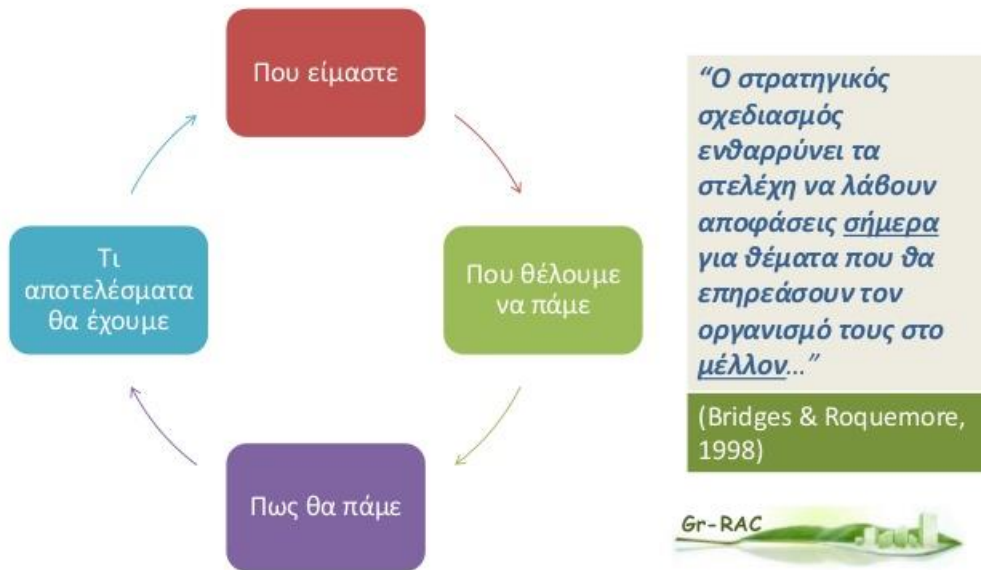 Που είμαστε
Που θέλουμε
να πάμε
Πως θα πάμε
Τι
αποτελέσματα
θα έχουμε
“Ο στρατηγικός
σχεδιασμός
ενθαρρύνει τα
στελέχη να λάβουν
αποφάσεις σήμερα
για θέματα που θα
επηρεάσουν τον
οργανισμό τους στο
μέλλον...”
(Bridges & Roquemore,
1998)
Gr-RAC